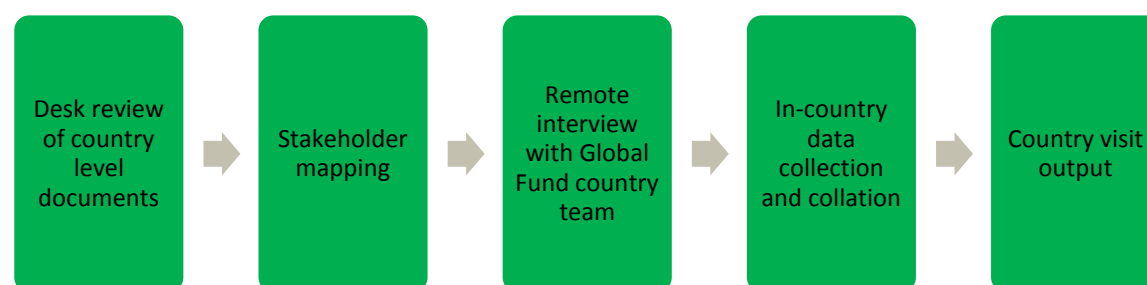 Desk review
of country
level
documents
Stakeholder
mapping
Remote
interview
with Global
Fund country
team
In-country
data
collection
and collation
Country visit
output